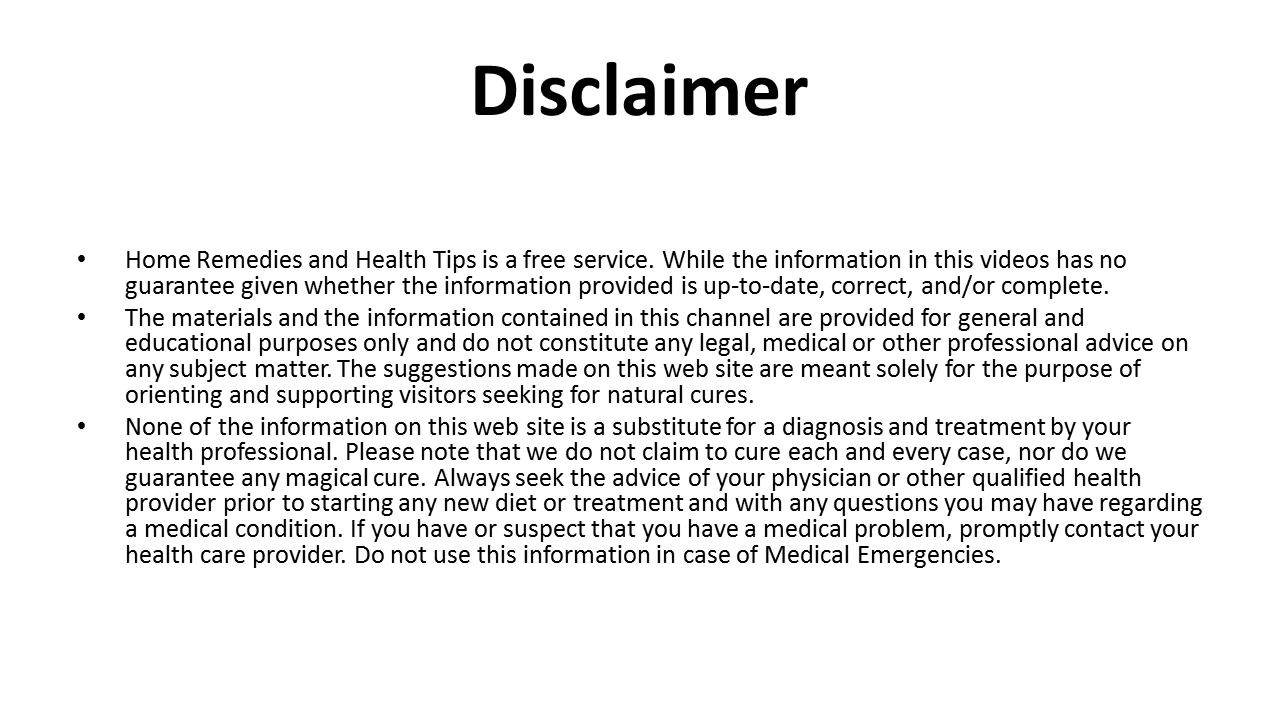 Disclaimer
• Home Remedies and Health Tips is a free service. While the information in this videos has no
guarantee given whether the information provided is up-to-date, correct, and/or complete.
• The materials and the information contained in this channel are provided for general and
educational purposes only and do not constitute any legal, medical or other professional advice on
any subject matter. The suggestions made on this web site are meant solely for the purpose of
orienting and supporting visitors seeking for natural cures.
• None of the information on this web site is a substitute for a diagnosis and treatment by your
health professional. Please note that we do not claim to cure each and every case, nor do we
guarantee any magical cure. Always seek the advice of your physician or other qualified health
provider prior to starting any new diet or treatment and with any questions you may have regarding
a medical condition. If you have or suspect that you have a medical problem, promptly contact your
health care provider. Do not use this information in case of Medical Emergencies.